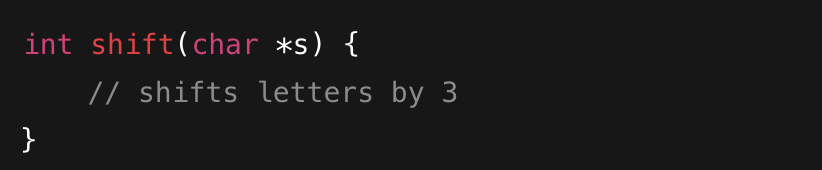 int shift(char *s) {
    // shifts letters by 3
}